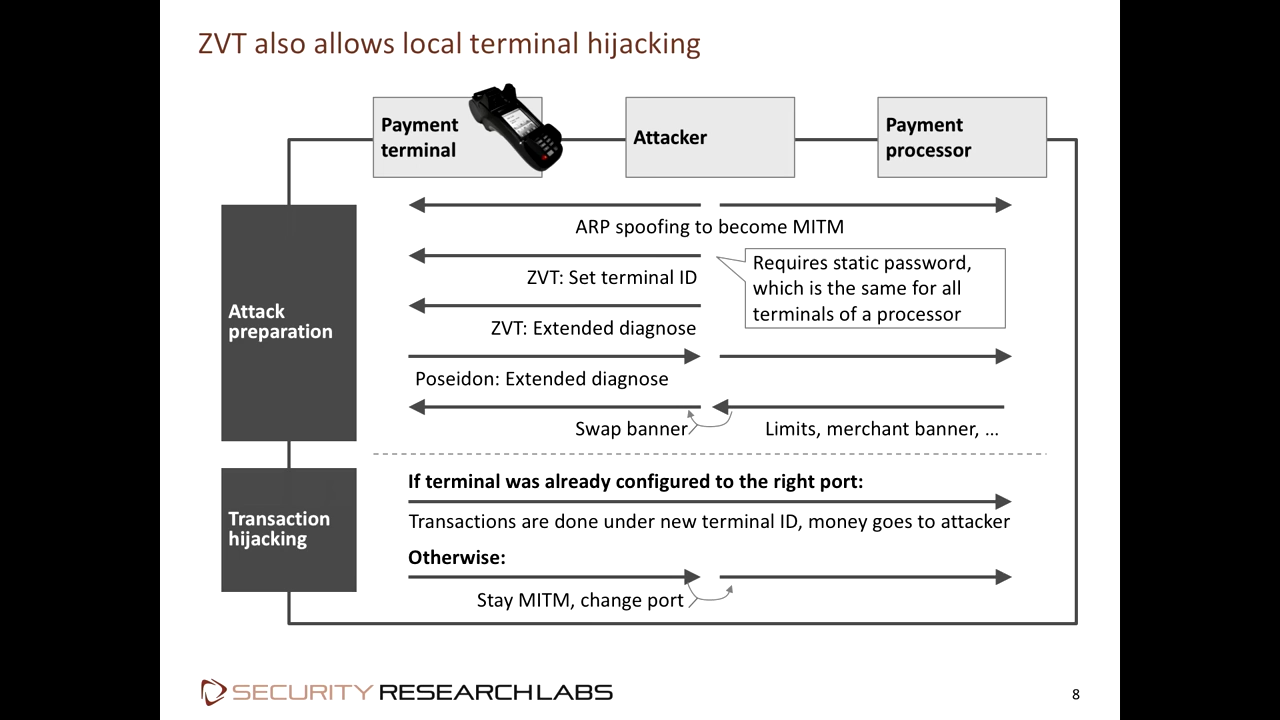 ZVT also allows local terminal hijacking
Payment
terminal
Attacker
Payment
processor
Attack
preparation
ARP spoofing to become MITM
ZVT: Set terminal ID
Requires static password,
which is the same for all
terminals of a processor
ZVT: Extended diagnose
Poseidon: Extended diagnose
Swap banner
Limits, merchant banner, ...
Transaction
hijacking
If terminal was already configured to the right port:
Transactions are done under new terminal ID, money goes to attacker
Otherwise:
Stay MITM, change port
SECURITY RESEARCH LABS
8